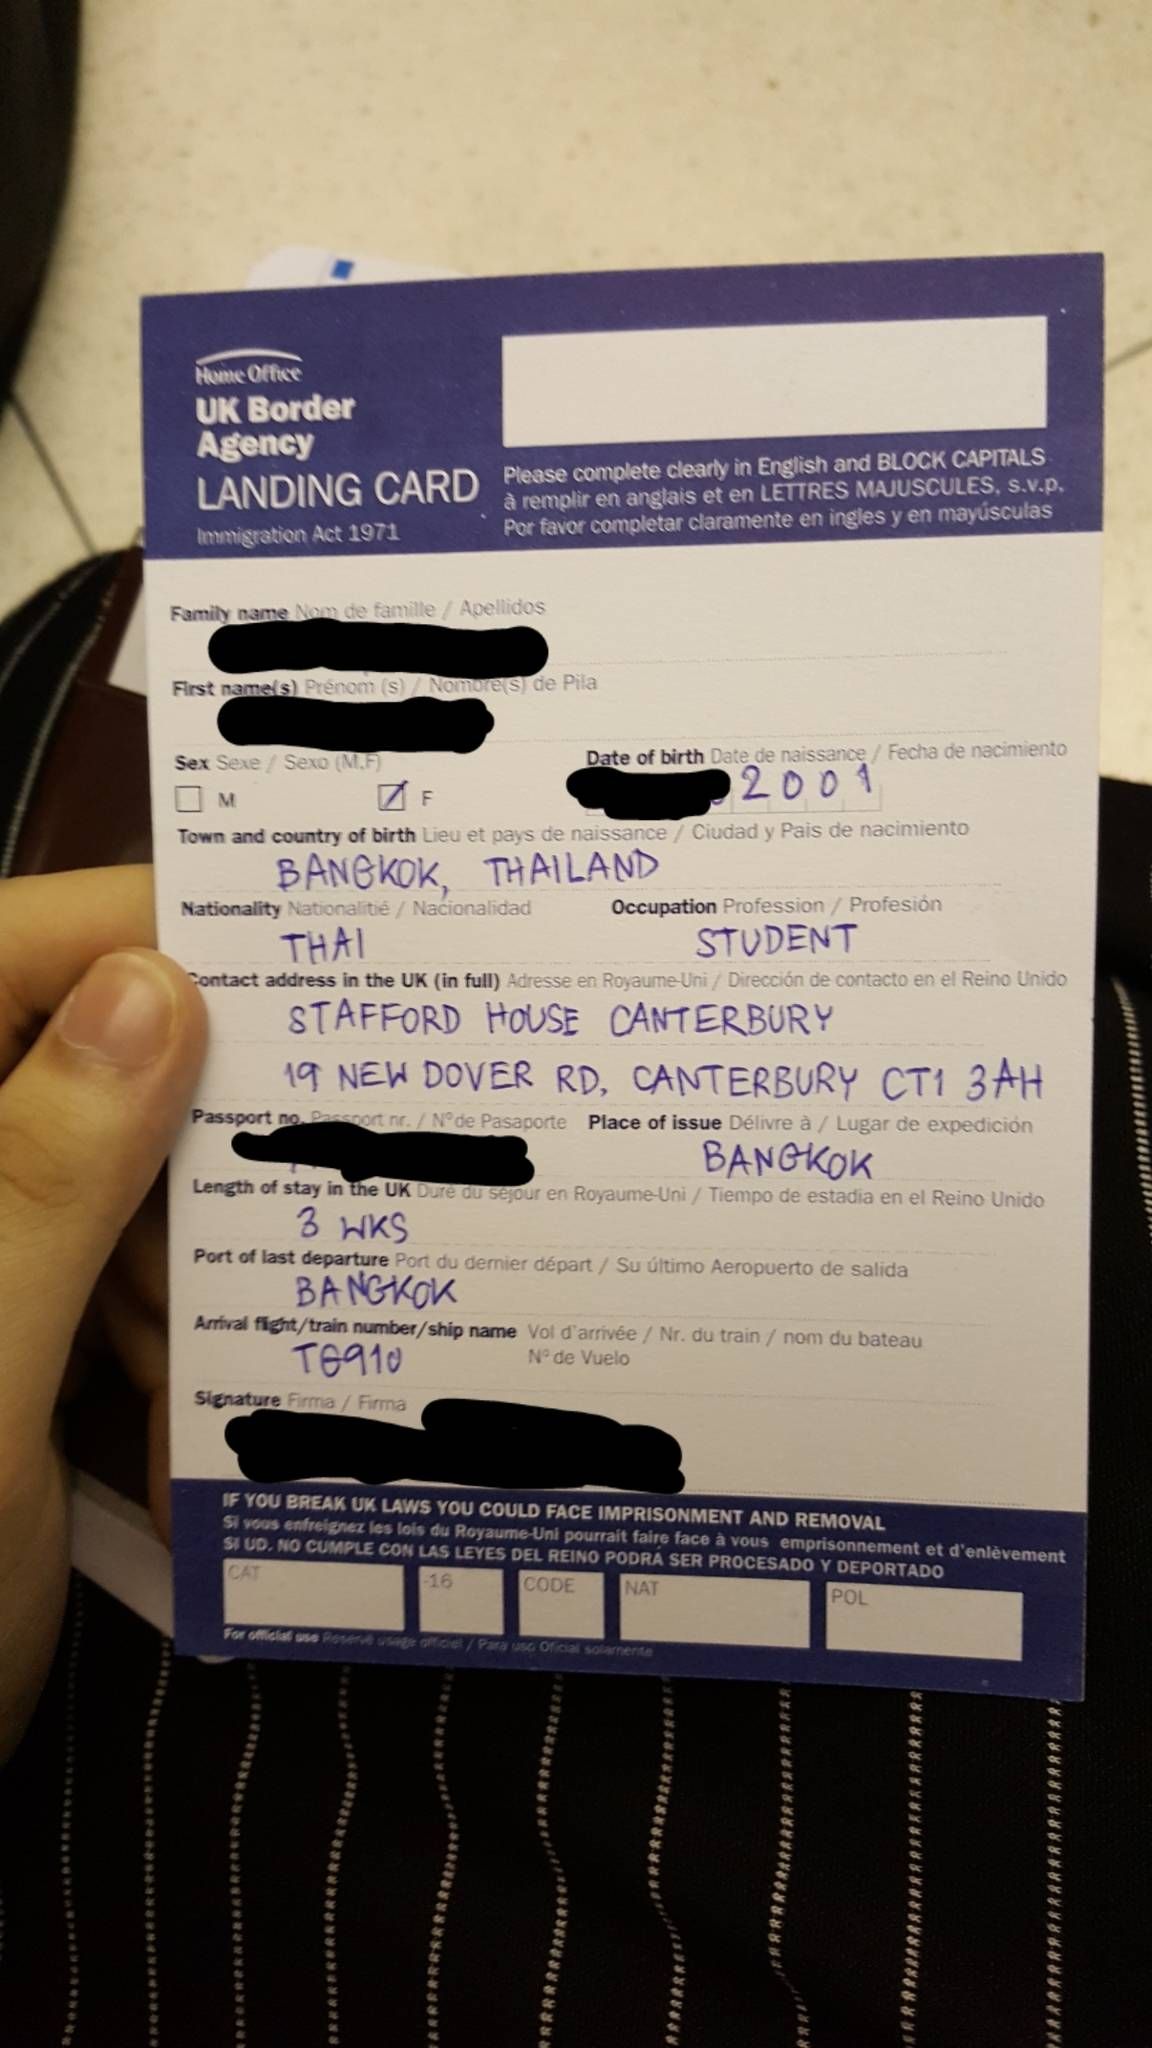 Home Office
UK Border
Agency
LANDING CARD
Immigration Act 1971
Please complete clearly in English and BLOCK CAPITALS
à remplir en anglais et en LETTRES MAJUSCULES, s.v.p.
Por favor completar claramente en ingles y en mayúsculas
Family name Nom de famille / Apellidos
First name(s) Prénom (s) / Nombre(s) de Pila
Sex Sexe / Sexo (M,F)
Date of birth Date de naissance / Fecha de nacimiento
M F
2001
Town and country of birth Lieu et pays de naissance / Ciudad y Pais de nacimiento
BANGKOK, THAILAND
Nationality Nationalitié / Nacionalidad
Occupation Profession / Profesión
THAI
STUDENT
Contact address in the UK (in full) Adresse en Royaume-Uni / Dirección de contacto en el Reino Unido
STAFFORD HOUSE CANTERBURY
19 NEW DOVER RD, CANTERBURY CT1 3AH
Passport no. Passport nr. / Nº de Pasaporte
Place of issue Délivre à / Lugar de expedición
BANGKOK
Length of stay in the UK Duré du séjour en Royaume-Uni / Tiempo de estadia en el Reino Unido
3 WKS
Port of last departure Port du dernier départ / Su último Aeropuerto de salida
BANGKOK
Arrival flight/train number/ship name Vol d'arrivée / Nr. du train / nom du bateau
Nº de Vuelo
TG910
Signature Firma / Firma
IF YOU BREAK UK LAWS YOU COULD FACE IMPRISONMENT AND REMOVAL
Si vous enfreignez les lois du Royaume-Uni pourrait faire face à vous emprisonnement et d'enlèvement
SI UD. NO CUMPLE CON LAS LEYES DEL REINO PODRÁ SER PROCESADO Y DEPORTADO
CAT
-16
CODE
NAT
POL
For official use Reservé usage officiel / Para uso Oficial solamente